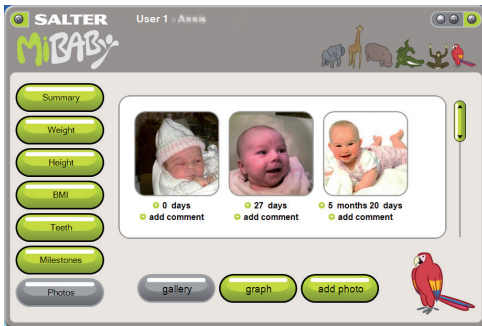 SALTER
User 1 -
MiBABy
Summary
Weight
Height
BMI
Teeth
Milestones
Photos
0 days
add comment
27 days
add comment
5 months 20 days
add comment
gallery
graph
add photo